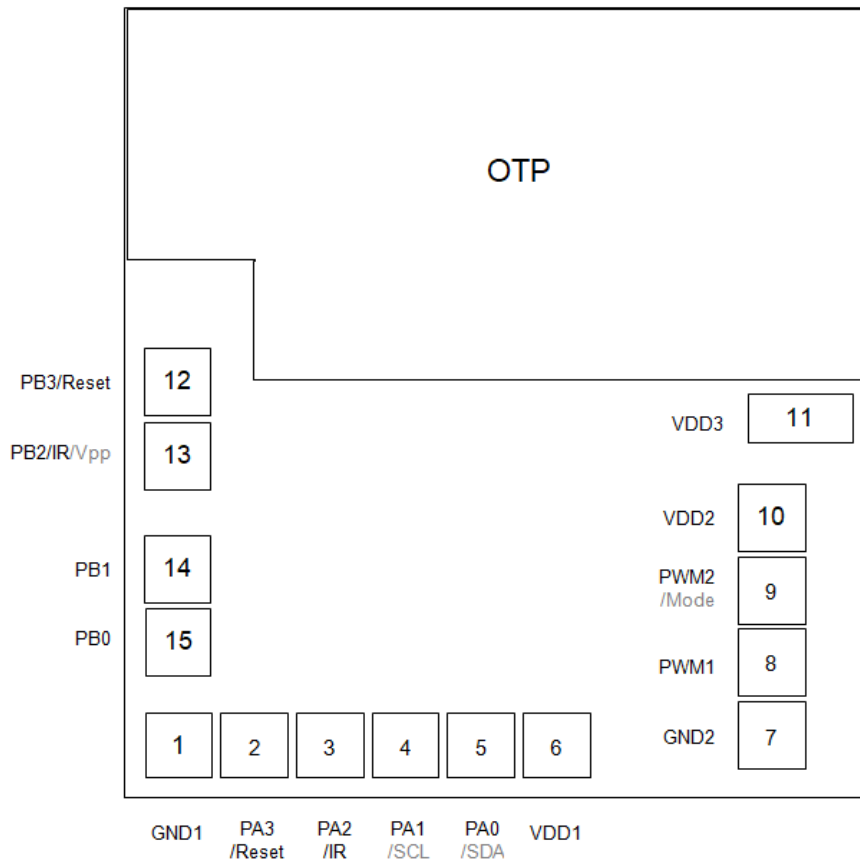 OTP
PB3/Reset
12
PB2/IR/Vpp
13
PB1
14
PB0
15
VDD3
11
VDD2
10
PWM2
/Mode
9
PWM1
8
GND2
7
1
2
3
4
5
6
GND1
PA3
/Reset
PA2
/IR
PA1
/SCL
PA0
/SDA
VDD1